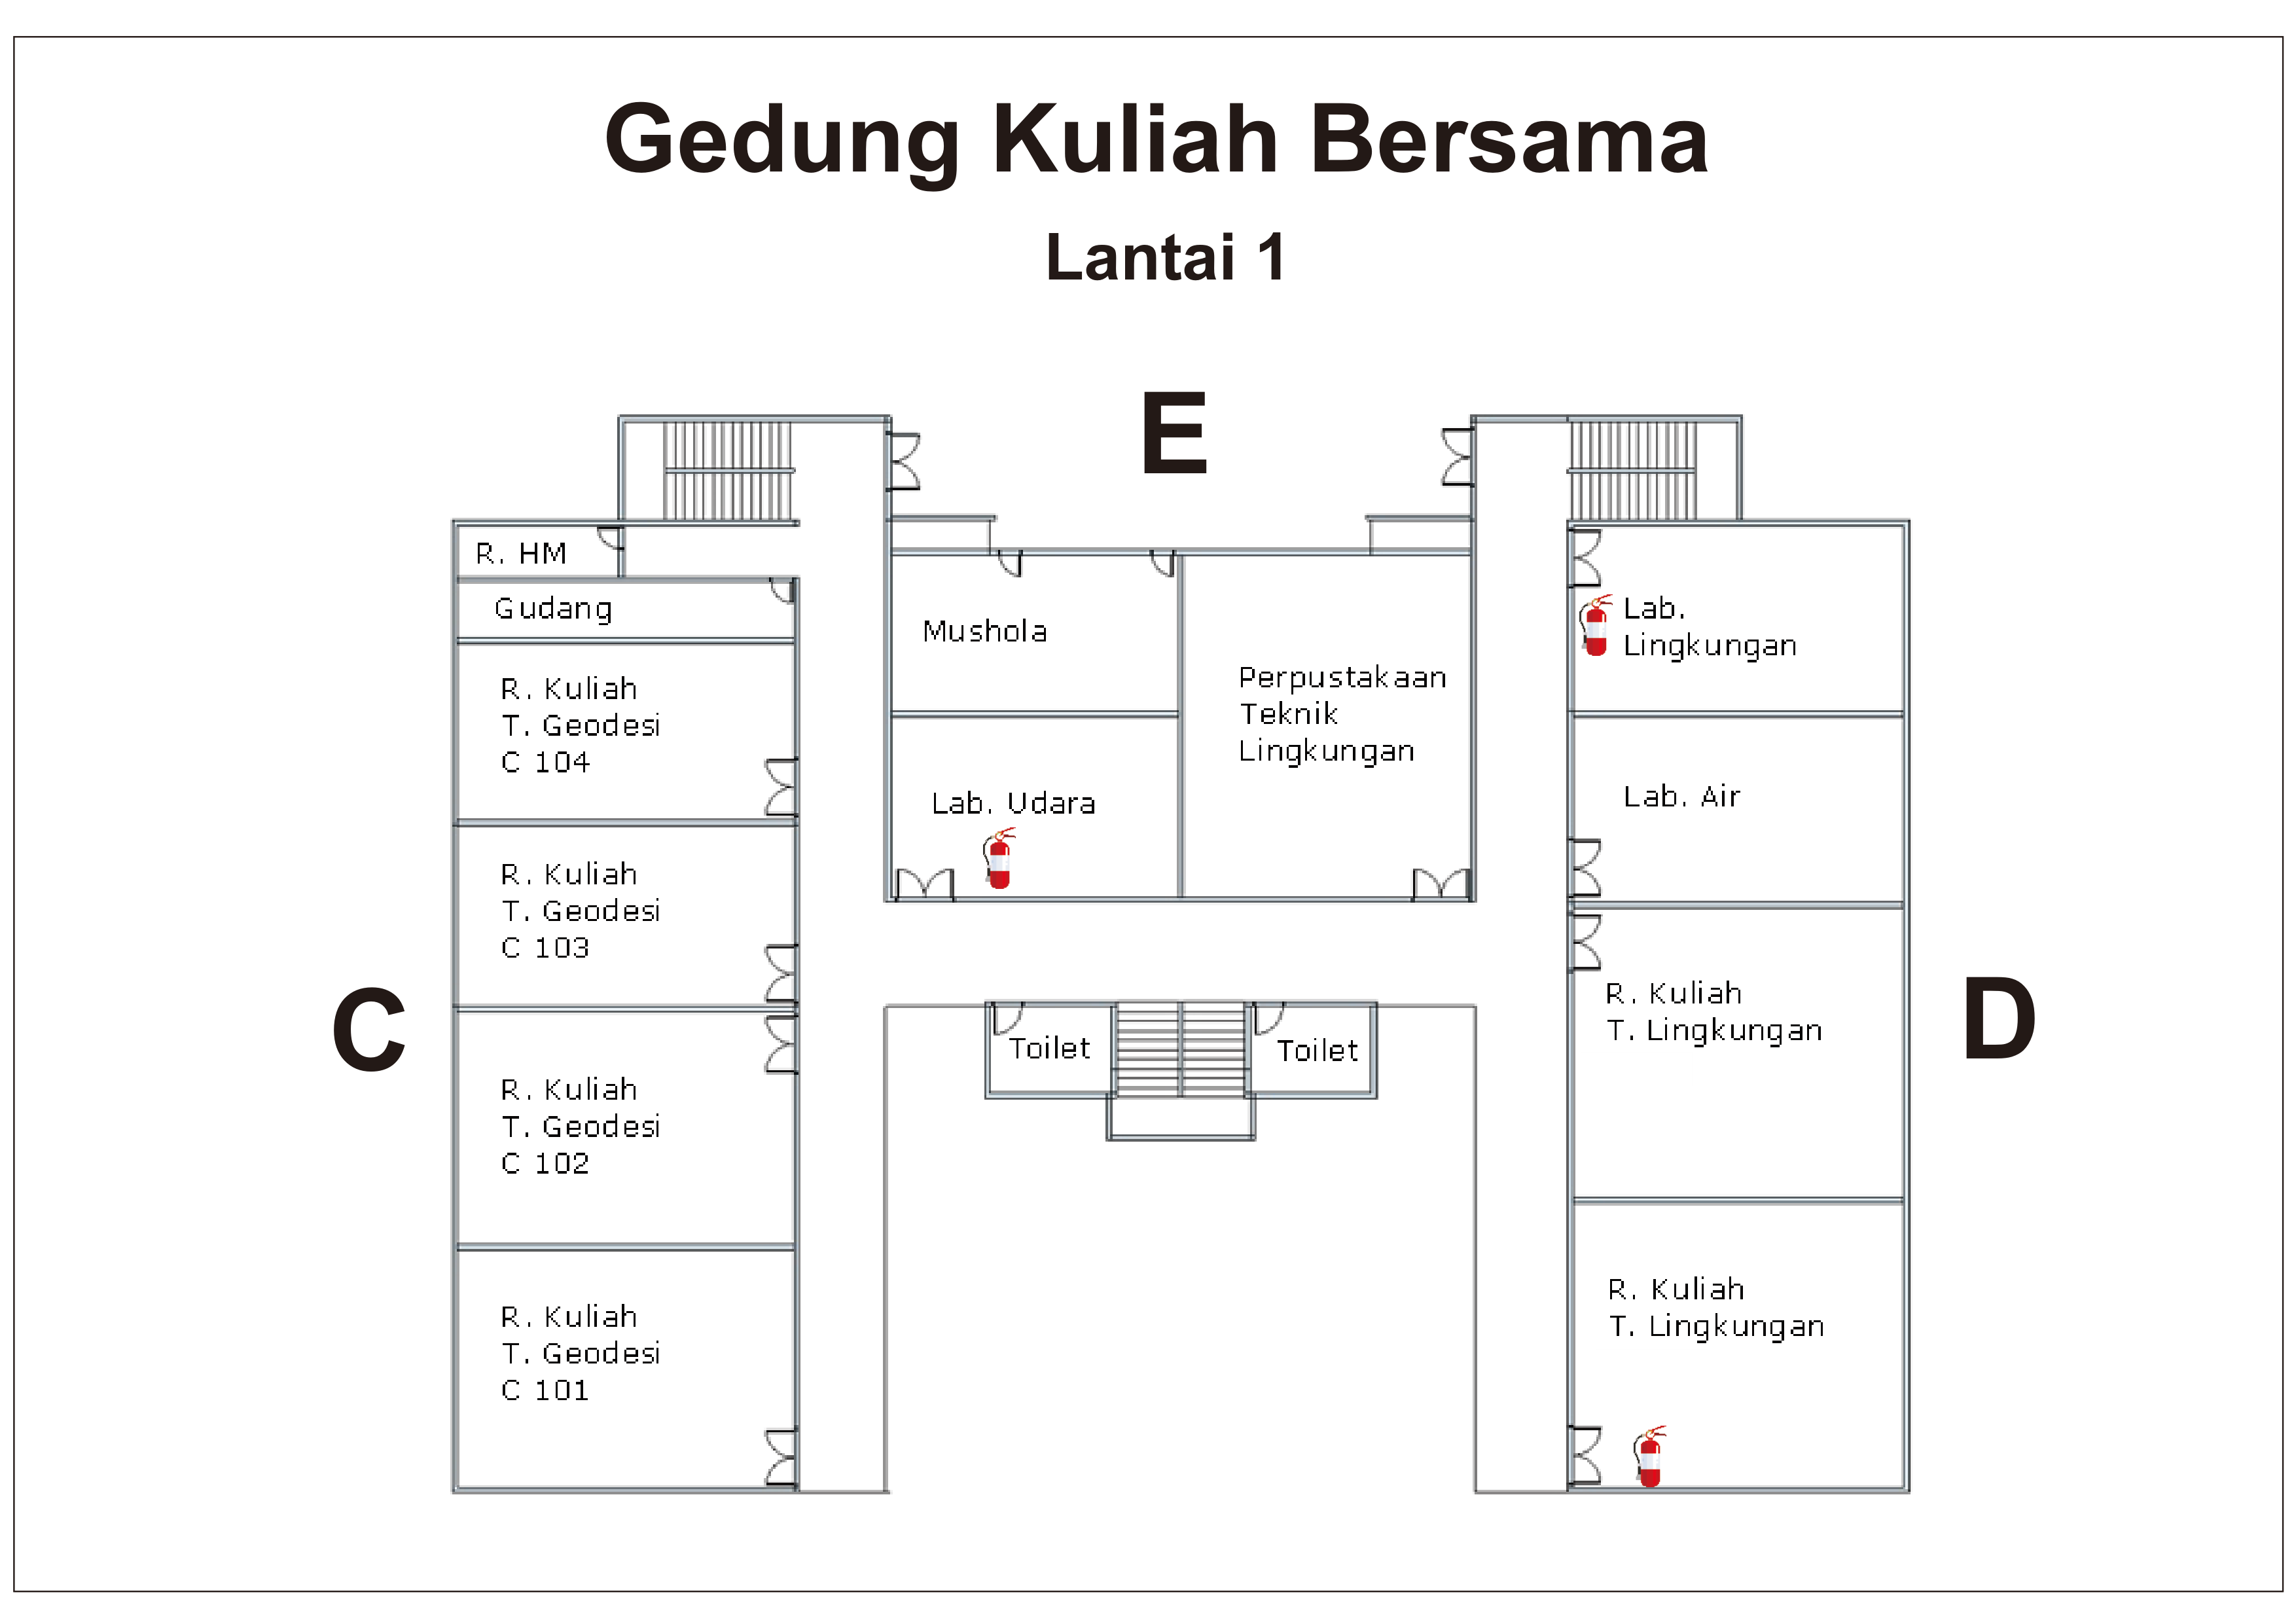 Gedung Kuliah Bersama
Lantai 1
E
R. HM
Gudang
R. Kuliah
T. Geodesi
C 104
R. Kuliah
T. Geodesi
C 103
C
R. Kuliah
T. Geodesi
C 102
R. Kuliah
T. Geodesi
C 101
Mushola
Lab. Udara
Perpustakaan
Teknik
Lingkungan
Toilet
Toilet
Lab.
Lingkungan
Lab. Air
R. Kuliah
T. Lingkungan
D
R. Kuliah
T. Lingkungan